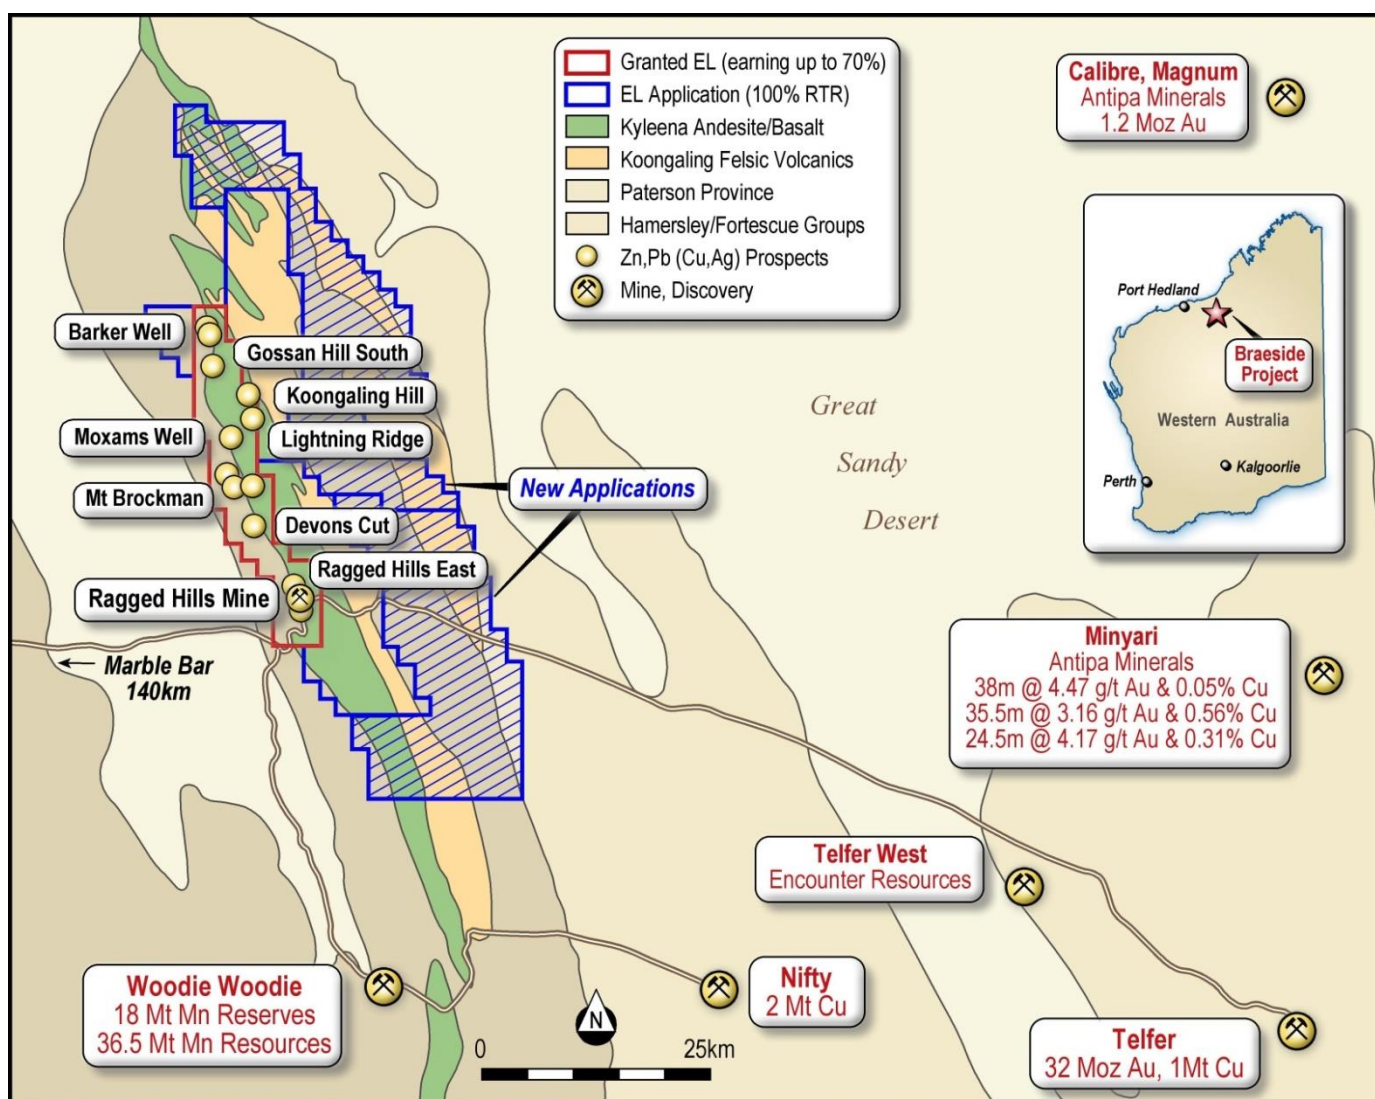 Granted EL (earning up to 70%)
EL Application (100% RTR)
Kyleena Andesite/Basalt
Koongaling Felsic Volcanics
Paterson Province
Hamersley/Fortescue Groups
Zn,Pb (Cu,Ag) Prospects
Mine, Discovery
Calibre, Magnum
Antipa Minerals
1.2 Moz Au
Port Hedland
Braeside
Project
Western Australia
Kalgoorlie
Perth
Barker Well
Gossan Hill South
Koongaling Hill
Moxams Well
Lightning Ridge
Mt Brockman
Devons Cut
Ragged Hills East
Ragged Hills Mine
New Applications
Great
Sandy
Desert
← Marble Bar
140km
Minyari
Antipa Minerals
38m @ 4.47 g/t Au & 0.05% Cu
35.5m @ 3.16 g/t Au & 0.56% Cu
24.5m @ 4.17 g/t Au & 0.31% Cu
Telfer West
Encounter Resources
Woodie Woodie
18 Mt Mn Reserves
36.5 Mt Mn Resources
Nifty
2 Mt Cu
Telfer
32 Moz Au, 1Mt Cu
N
0 25km